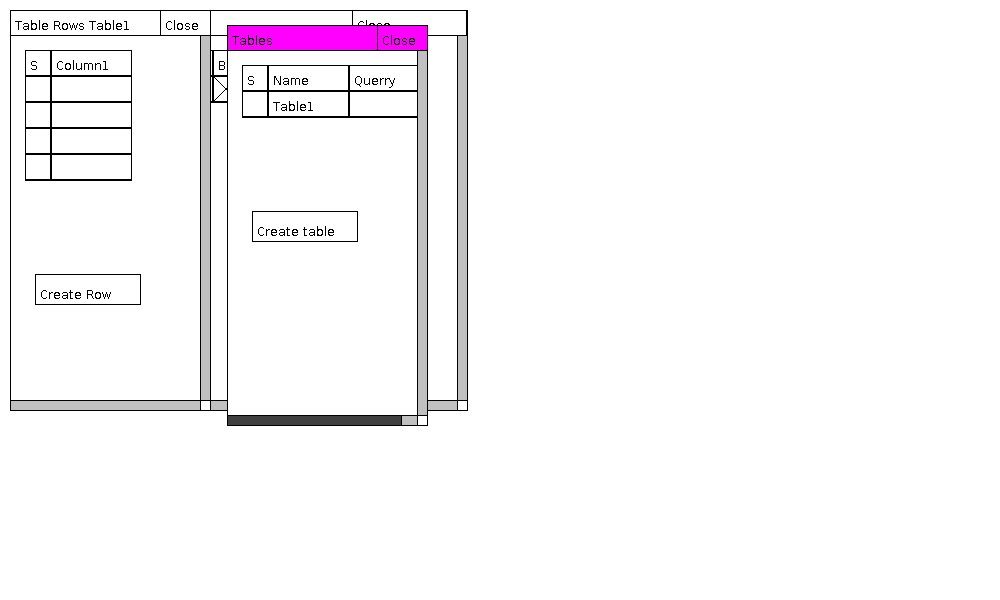 Table Rows Table1 Close
Close
Tables Close
S Column1
B
S Name Querry
Table1
Create table
Create Row